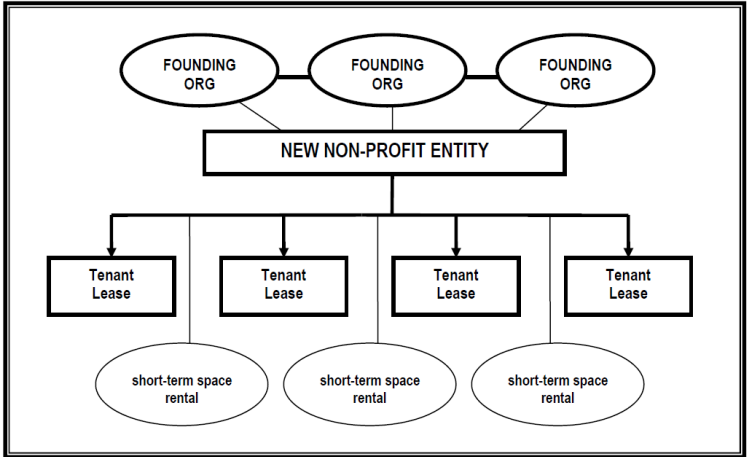 FOUNDING
ORG
FOUNDING
ORG
FOUNDING
ORG
NEW NON-PROFIT ENTITY
Tenant
Lease
Tenant
Lease
Tenant
Lease
Tenant
Lease
short-term space
rental
short-term space
rental
short-term space
rental